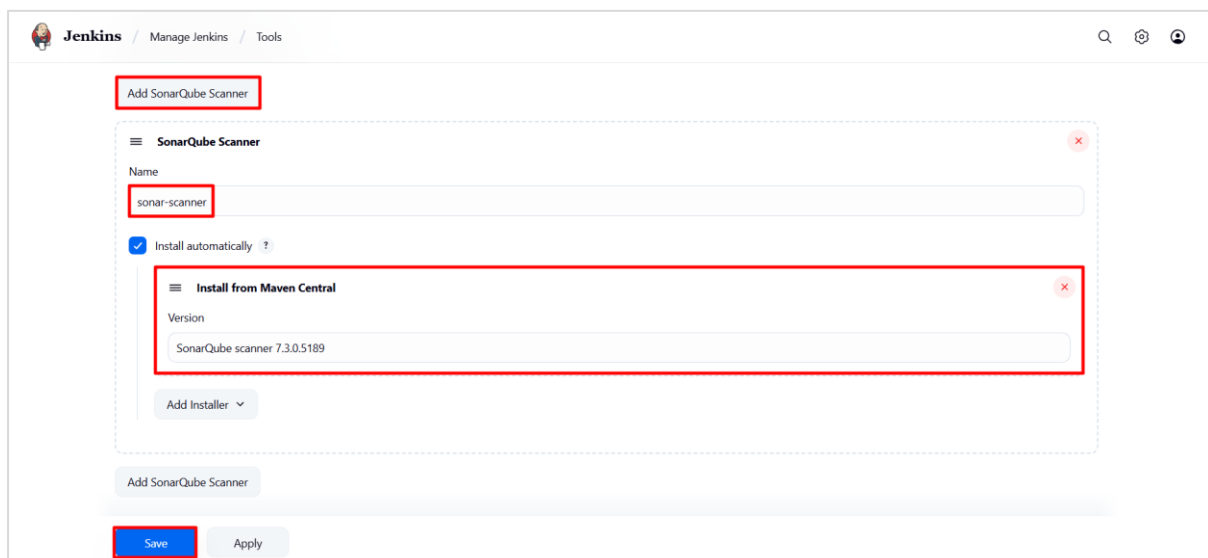 Jenkins / Manage Jenkins / Tools
Add SonarQube Scanner
SonarQube Scanner
Name
sonar-scanner
Install automatically ?
Install from Maven Central
Version
SonarQube scanner 7.3.0.5189
Add Installer
Add SonarQube Scanner
Save Apply